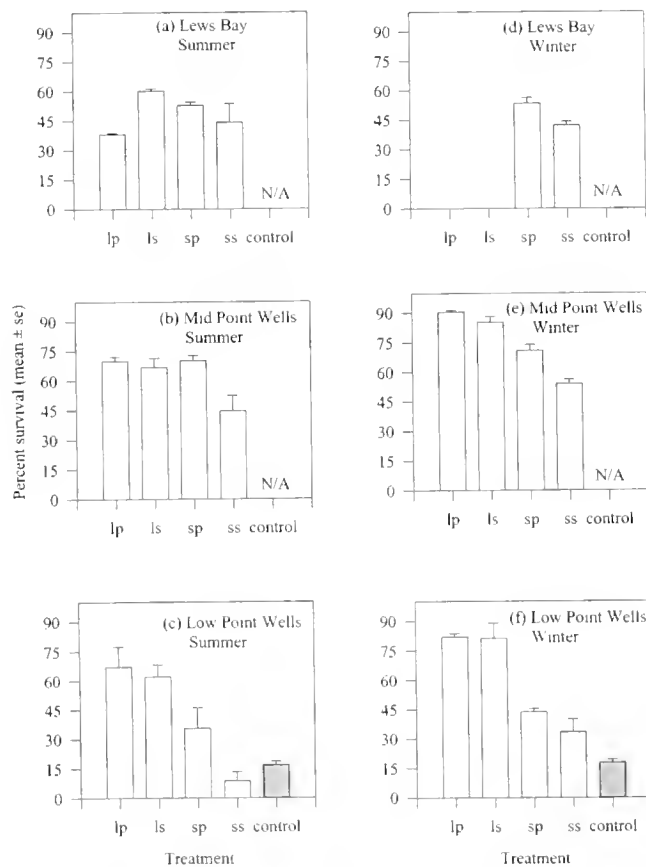 (a) Lews Bay
Summer
90
75
60
45
30
15
0
N/A
lp ls sp ss control
(d) Lews Bay
Winter
90
75
60
45
30
15
0
N/A
lp ls sp ss control
Percent survival (mean ± se)
(b) Mid Point Wells
Summer
90
75
60
45
30
15
0
N/A
lp ls sp ss control
(e) Mid Point Wells
Winter
90
75
60
45
30
15
0
N/A
lp ls sp ss control
(c) Low Point Wells
Summer
90
75
60
45
30
15
0
lp ls sp ss control
Treatment
(f) Low Point Wells
Winter
90
75
60
45
30
15
0
lp ls sp ss control
Treatment